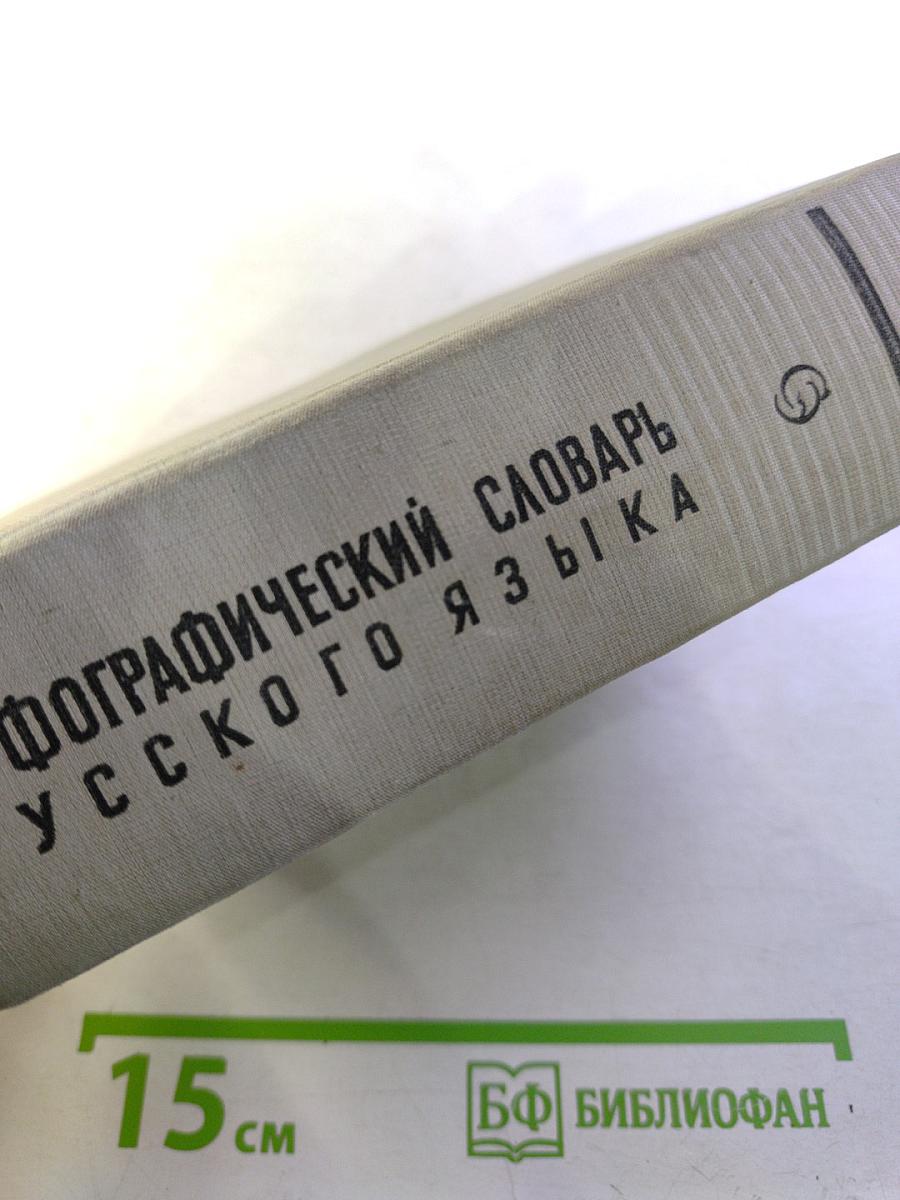 ФОГРАФИЧЕСКИЙ СЛОВАРЬ
УССКОГО ЯЗЫКА
15 см
БФ БИБЛИОФАН